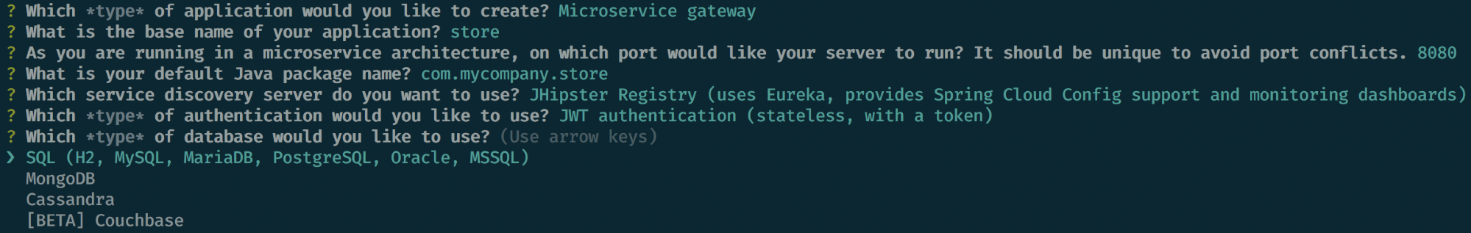 ? Which *type* of application would you like to create? Microservice gateway
? What is the base name of your application? store
? As you are running in a microservice architecture, on which port would like your server to run? It should be unique to avoid port conflicts. 8080
? What is your default Java package name? com.mycompany.store
? Which service discovery server do you want to use? JHipster Registry (uses Eureka, provides Spring Cloud Config support and monitoring dashboards)
? Which *type* of authentication would you like to use? JWT authentication (stateless, with a token)
? Which *type* of database would you like to use? (Use arrow keys)
❯ SQL (H2, MySQL, MariaDB, PostgreSQL, Oracle, MSSQL)
MongoDB
Cassandra
[BETA] Couchbase